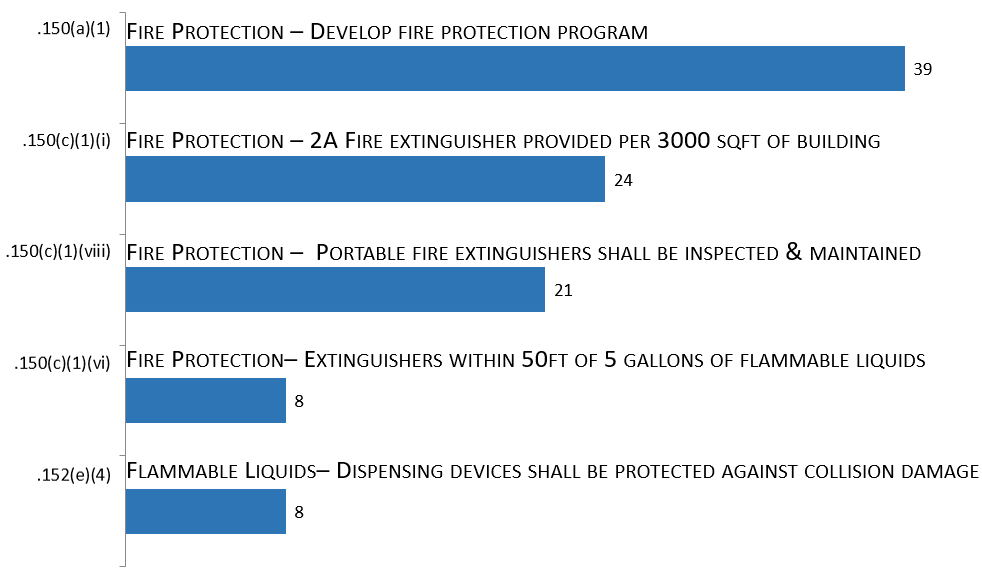 .150(a)(1) Fire Protection – Develop fire protection program
39
.150(c)(1)(i) Fire Protection – 2A Fire extinguisher provided per 3000 sqft of building
24
.150(c)(1)(viii) Fire Protection – Portable fire extinguishers shall be inspected & maintained
21
.150(c)(1)(vi) Fire Protection– Extinguishers within 50ft of 5 gallons of flammable liquids
8
.152(e)(4) Flammable Liquids– Dispensing devices shall be protected against collision damage
8